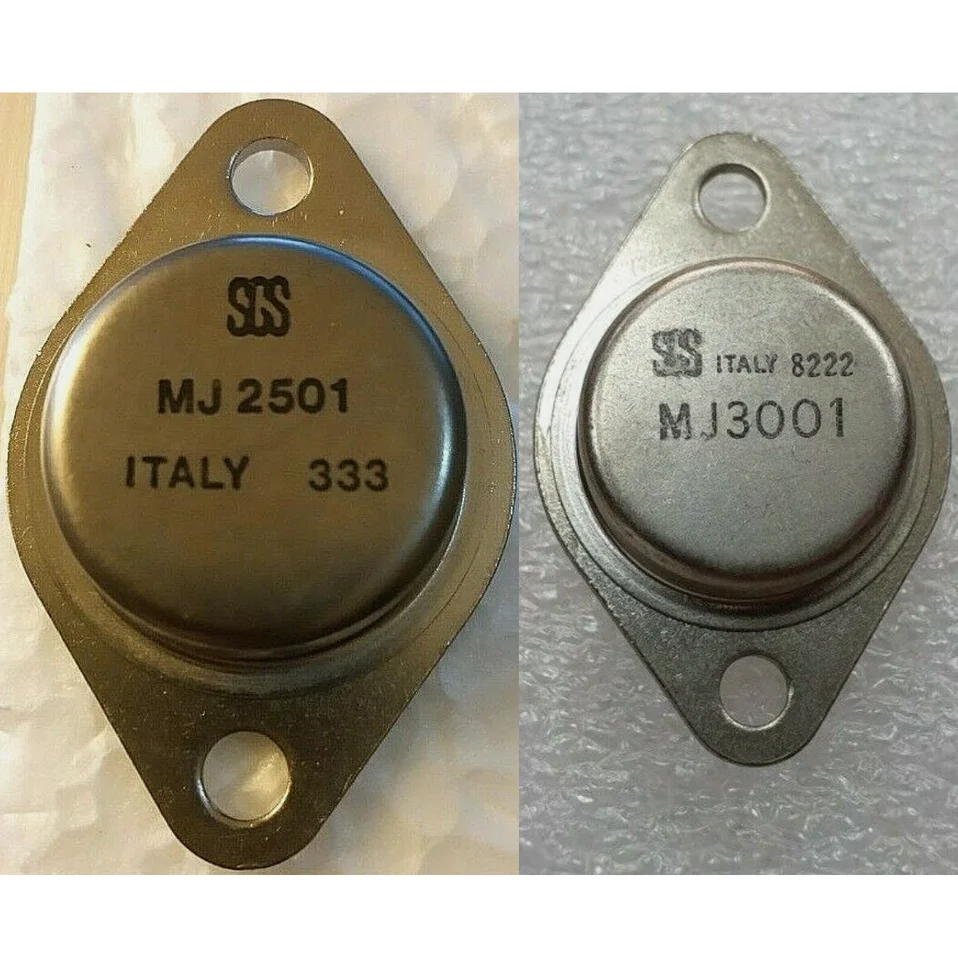 SGS
MJ 2501
ITALY 333
SGS ITALY 8222
MJ3001